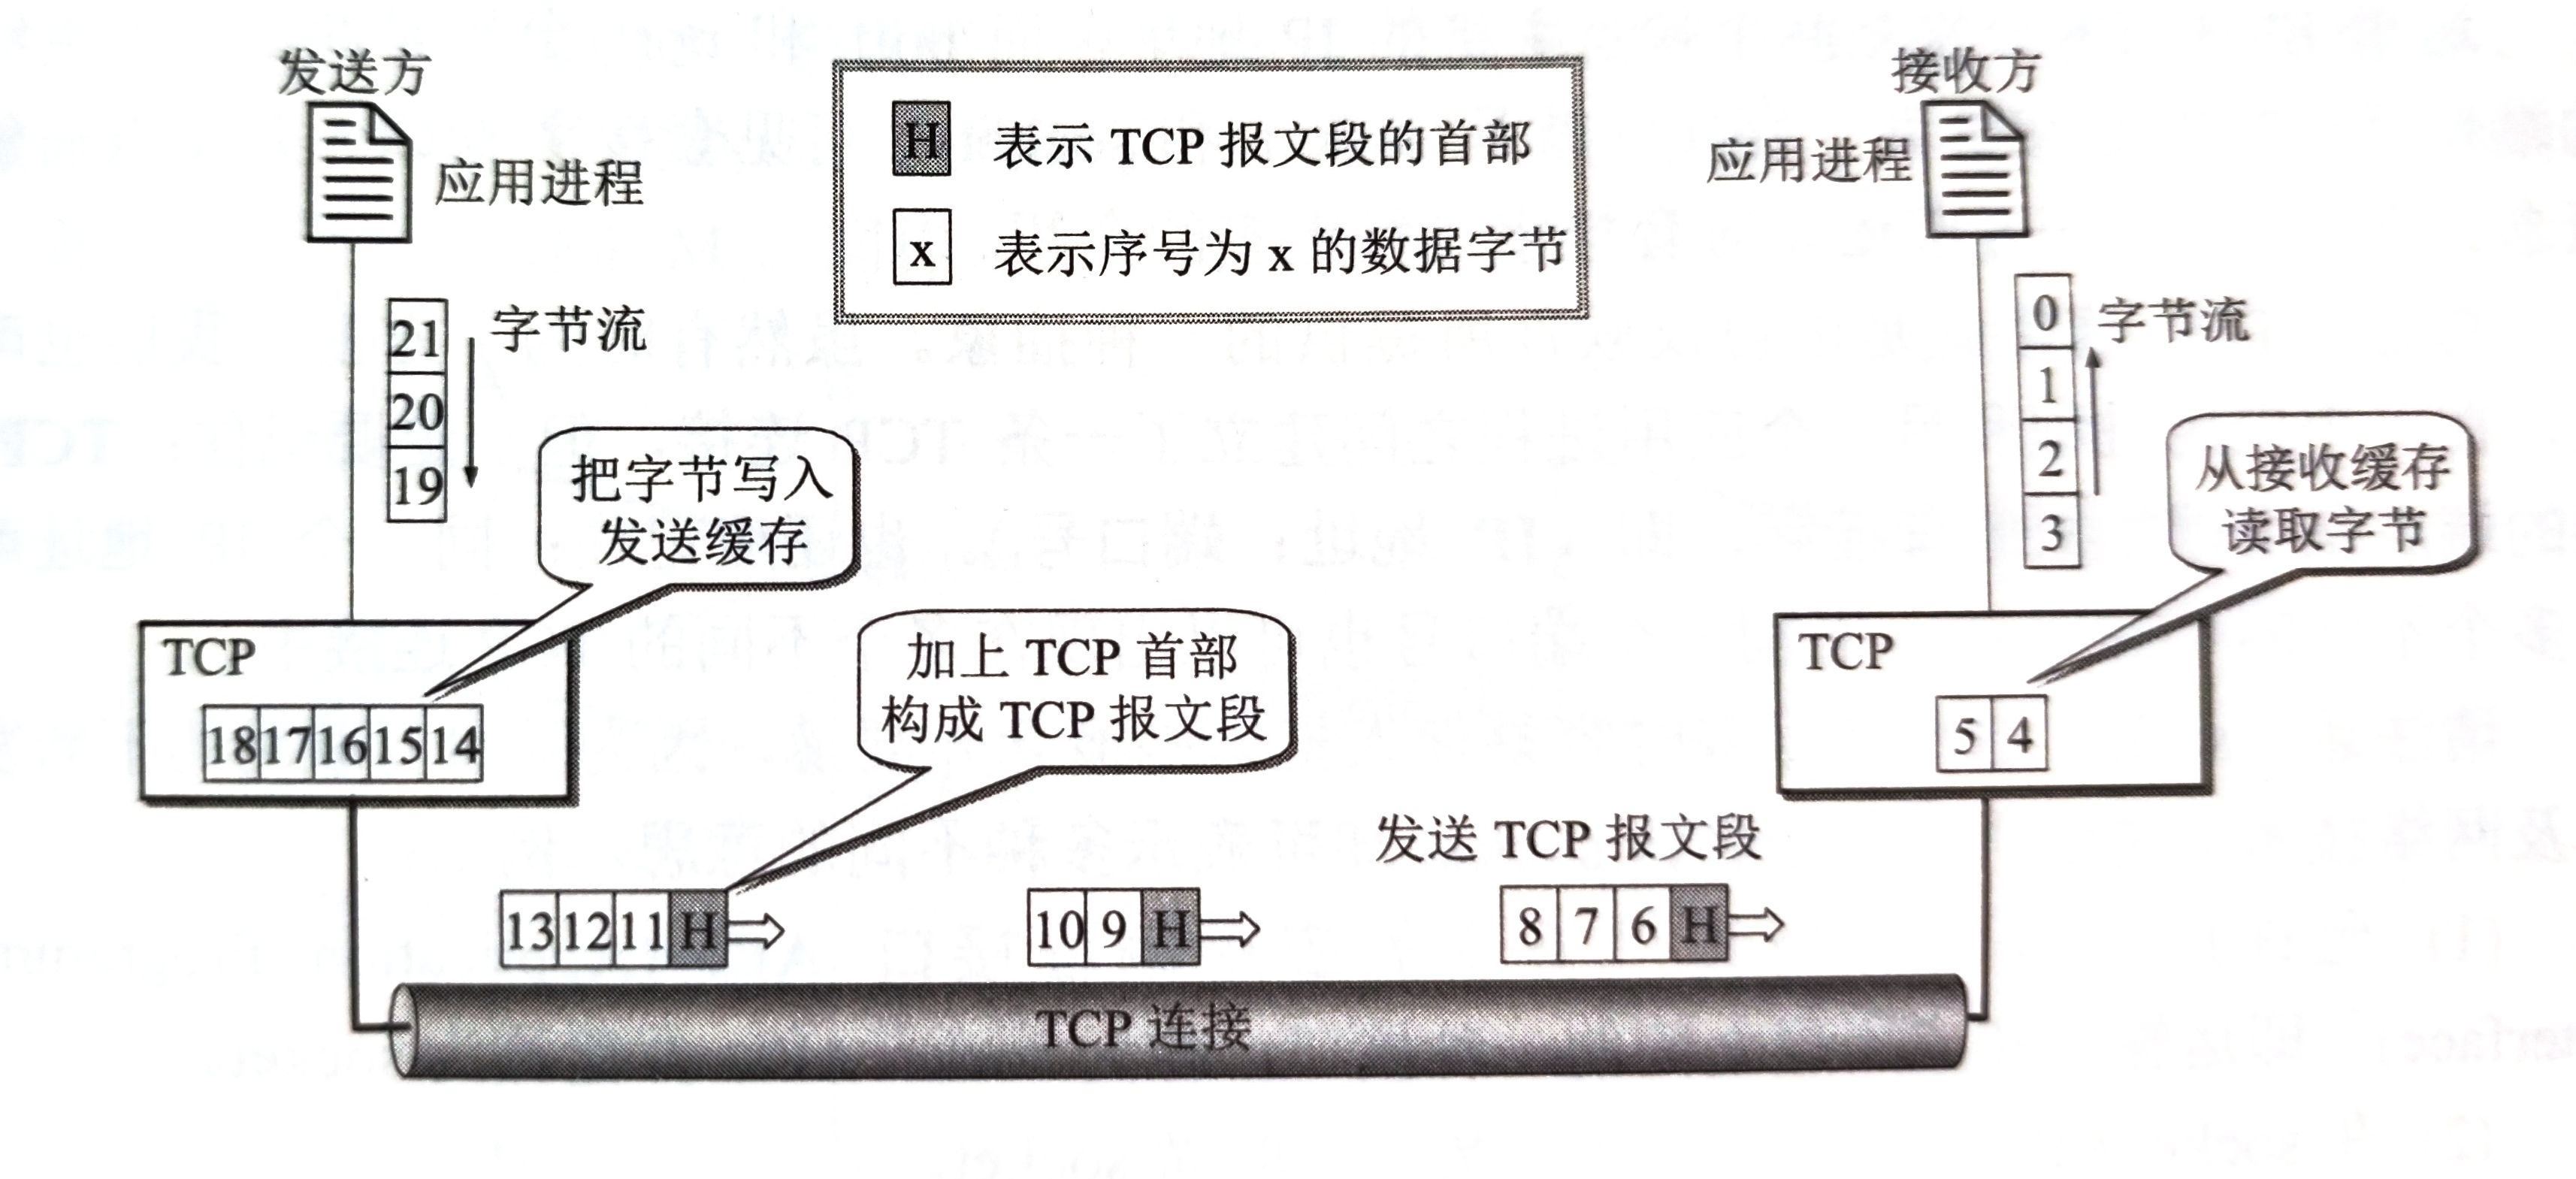 发送方
应用进程
H 表示 TCP 报文段的首部
x 表示序号为 x 的数据字节
接收方
应用进程
21
20
19
字节流
把字节写入
发送缓存
0
1
2
3
字节流
从接收缓存
读取字节
TCP
18 17 16 15 14
加上 TCP 首部
构成 TCP 报文段
TCP
5 4
发送 TCP 报文段
13 12 11 H
10 9 H
8 7 6 H
TCP 连接